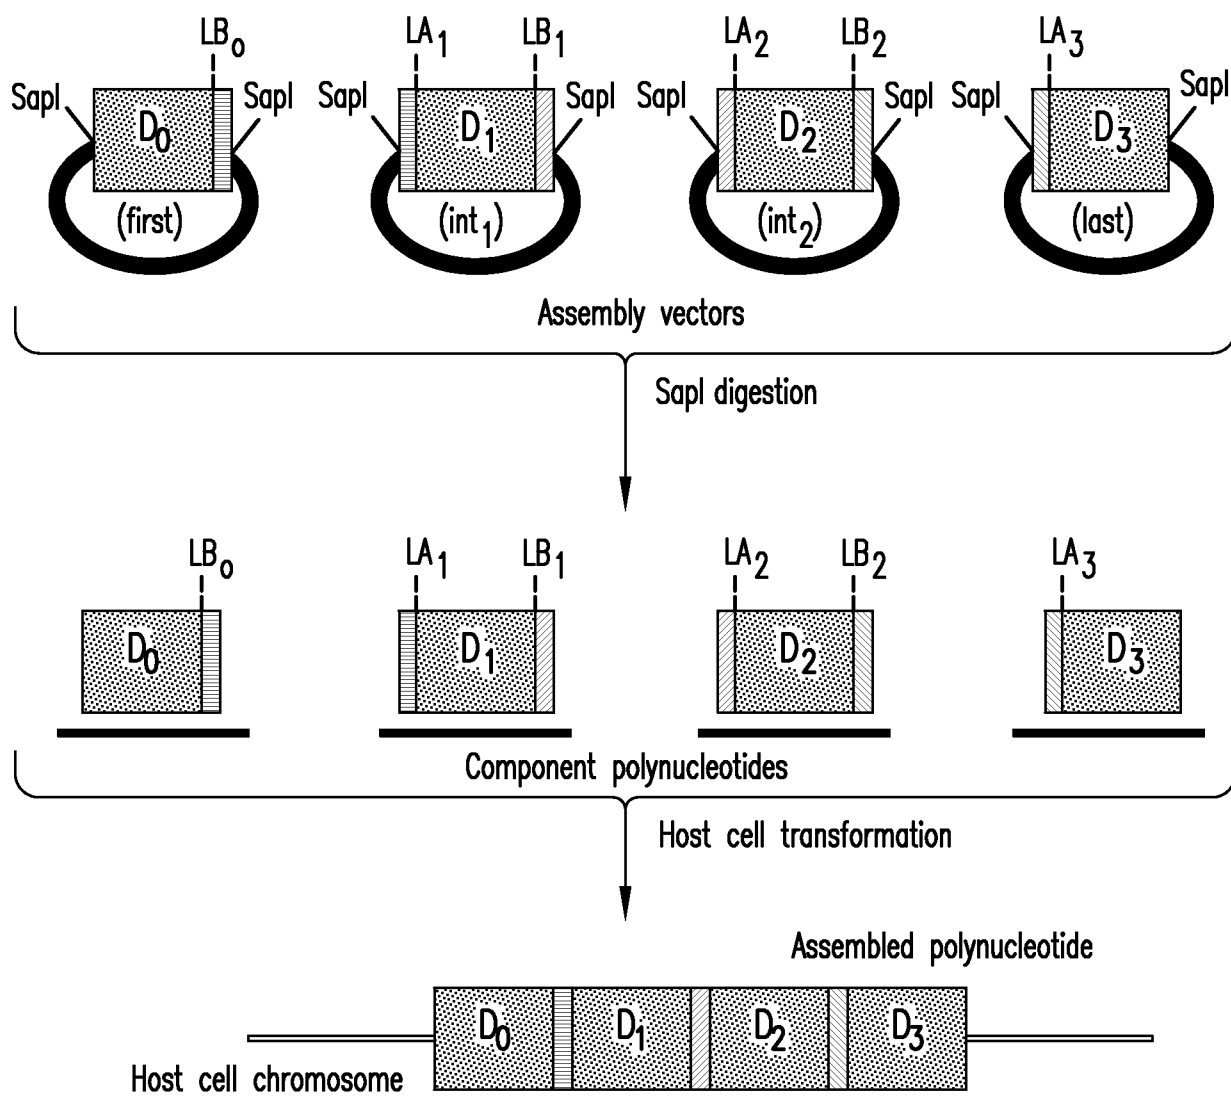 LB0 LA1 LB1 LA2 LB2 LA3
SapI D0 SapI SapI D1 SapI SapI D2 SapI SapI D3 SapI
(first) (int1) (int2) (last)
Assembly vectors
SapI digestion
LB0 LA1 LB1 LA2 LB2 LA3
D0 D1 D2 D3
Component polynucleotides
Host cell transformation
Assembled polynucleotide
D0 D1 D2 D3
Host cell chromosome